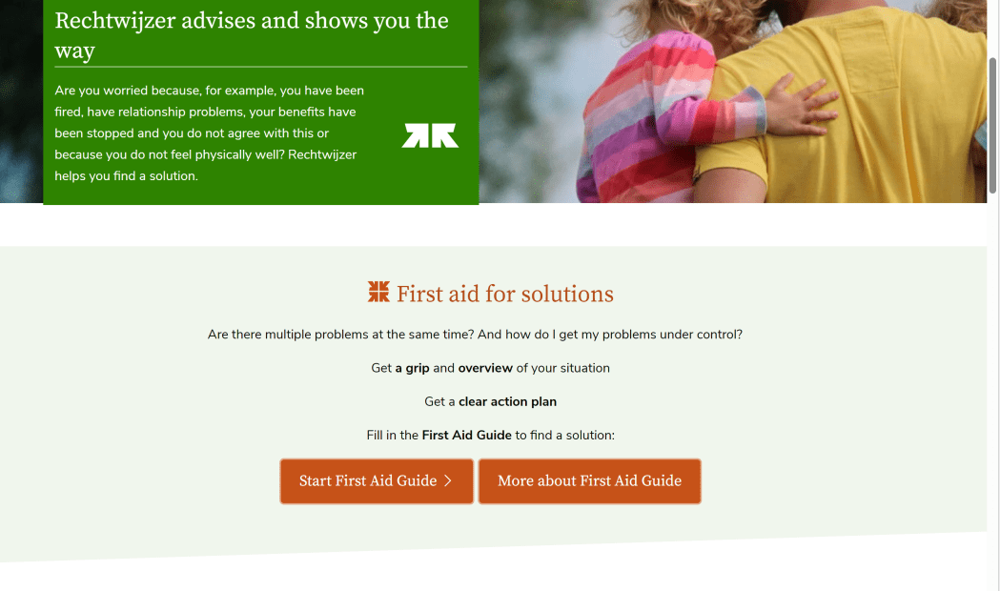 Rechtwijzer advises and shows you the
way
Are you worried because, for example, you have been
fired, have relationship problems, your benefits have
been stopped and you do not agree with this or
because you do not feel physically well? Rechtwijzer
helps you find a solution.
First aid for solutions
Are there multiple problems at the same time? And how do I get my problems under control?
Get a grip and overview of your situation
Get a clear action plan
Fill in the First Aid Guide to find a solution:
Start First Aid Guide
More about First Aid Guide